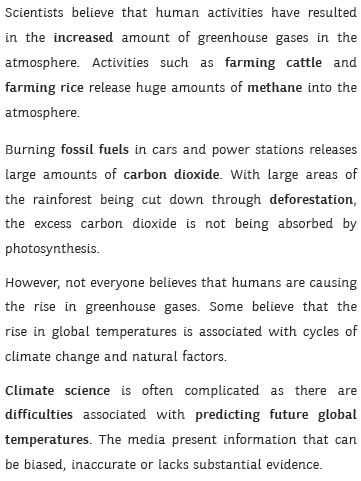 Scientists believe that human activities have resulted
in the increased amount of greenhouse gases in the
atmosphere. Activities such as farming cattle and
farming rice release huge amounts of methane into the
atmosphere.
Burning fossil fuels in cars and power stations releases
large amounts of carbon dioxide. With large areas of
the rainforest being cut down through deforestation,
the excess carbon dioxide is not being absorbed by
photosynthesis.
However, not everyone believes that humans are causing
the rise in greenhouse gases. Some believe that the
rise in global temperatures is associated with cycles of
climate change and natural factors.
Climate science is often complicated as there are
difficulties associated with predicting future global
temperatures. The media present information that can
be biased, inaccurate or lacks substantial evidence.